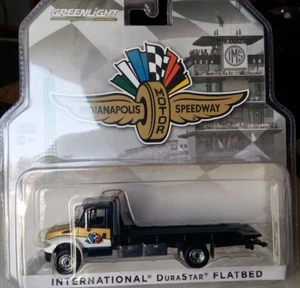 GREENLIGHT
IMS
INDIANAPOLIS MOTOR SPEEDWAY
INTERNATIONAL® DURASTAR® FLATBED